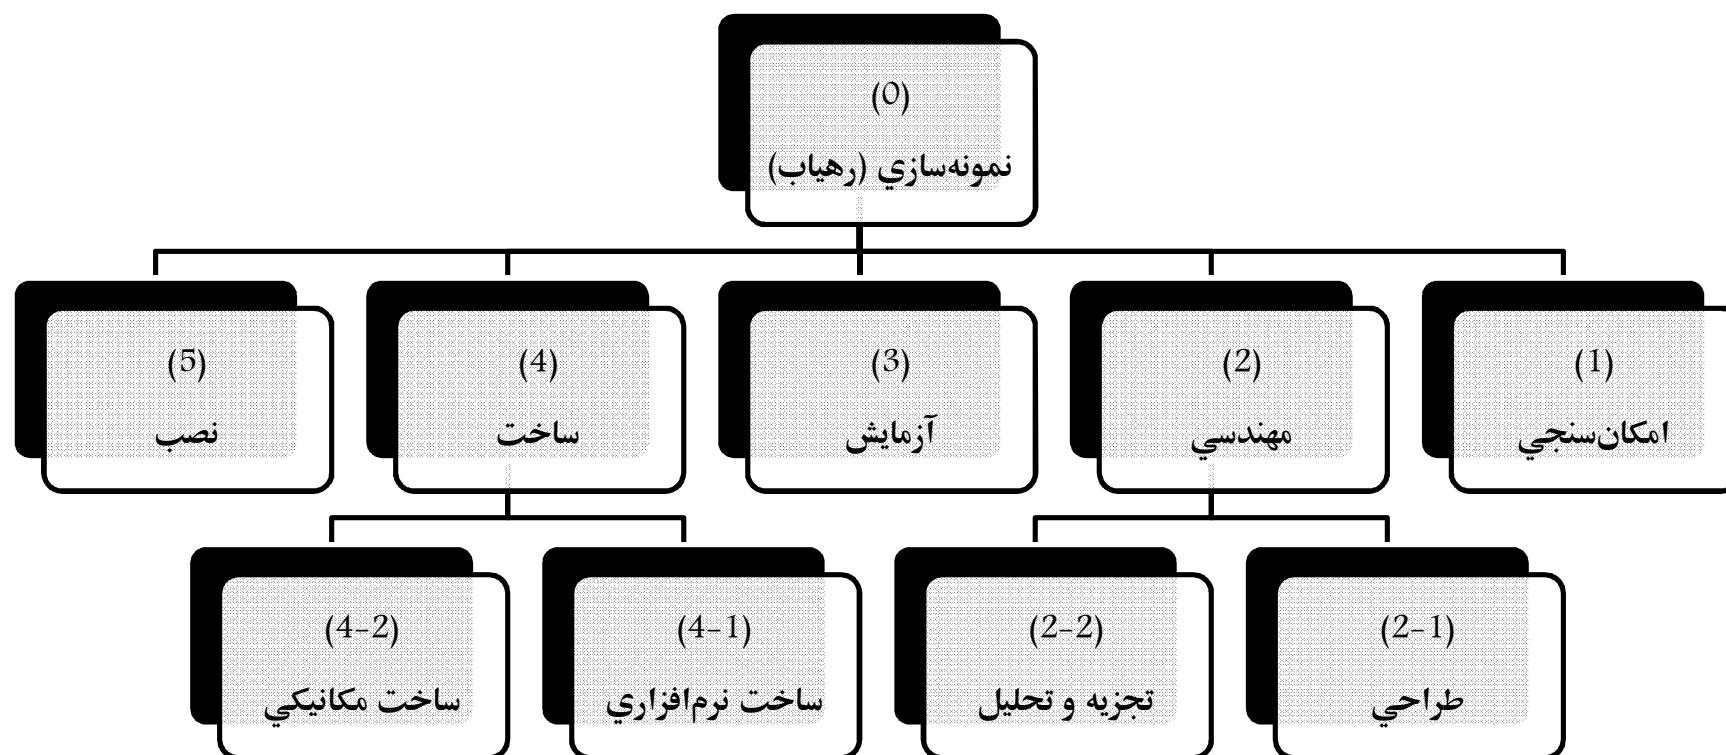 (0)
نمونه‌سازي (رهياب)
(1)
امکان‌سنجي
(2)
مهندسي
(3)
آزمايش
(4)
ساخت
(5)
نصب
(2-1)
طراحي
(2-2)
تجزيه و تحليل
(4-1)
ساخت نرم‌افزاري
(4-2)
ساخت مکانيکي